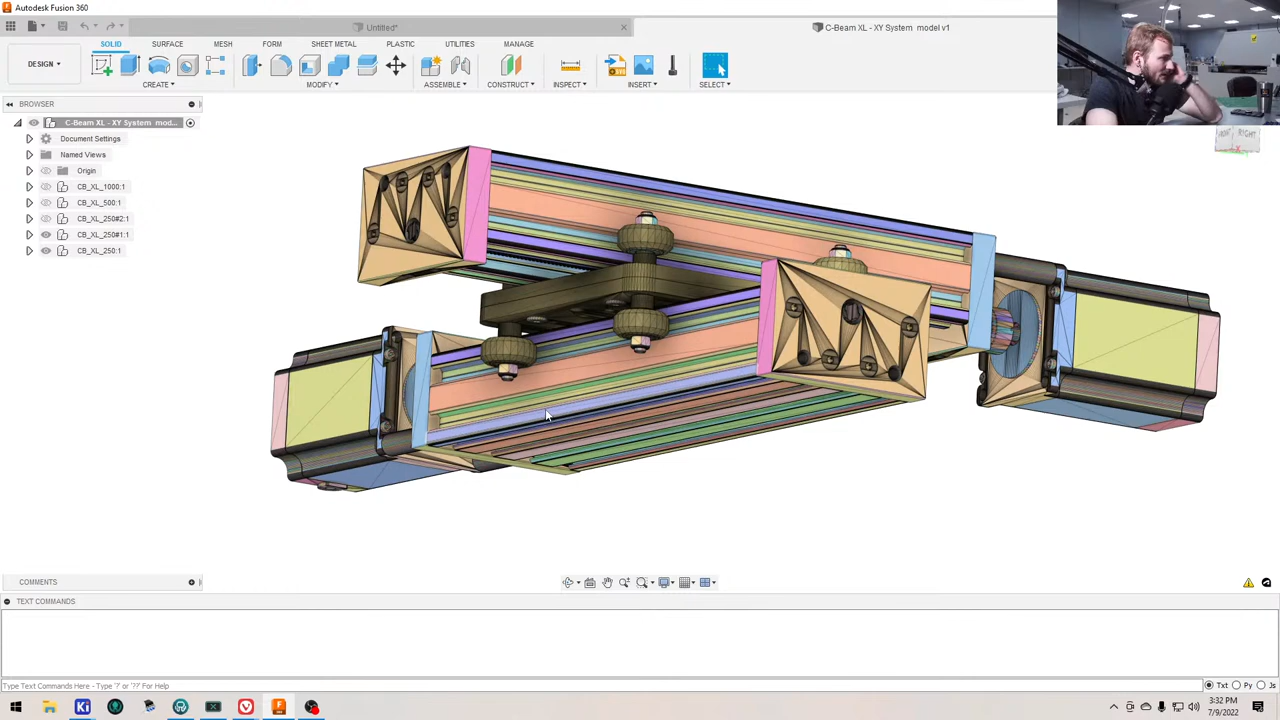 Autodesk Fusion 360
Untitled*
C-Beam XL - XY System model v1
DESIGN
SOLID
SURFACE
MESH
FORM
SHEET METAL
PLASTIC
UTILITIES
MANAGE
CREATE
MODIFY
ASSEMBLE
CONSTRUCT
INSPECT
INSERT
SELECT
BROWSER
C-Beam XL - XY System mod...
Document Settings
Named Views
Origin
CB_XL_1000:1
CB_XL_500:1
CB_XL_250#2:1
CB_XL_250#1:1
CB_XL_250:1
RIGHT
COMMENTS
TEXT COMMANDS
Type Text Commands Here - Type '?' or '??' For Help
Txt
Py
Js
3:32 PM
7/9/2022